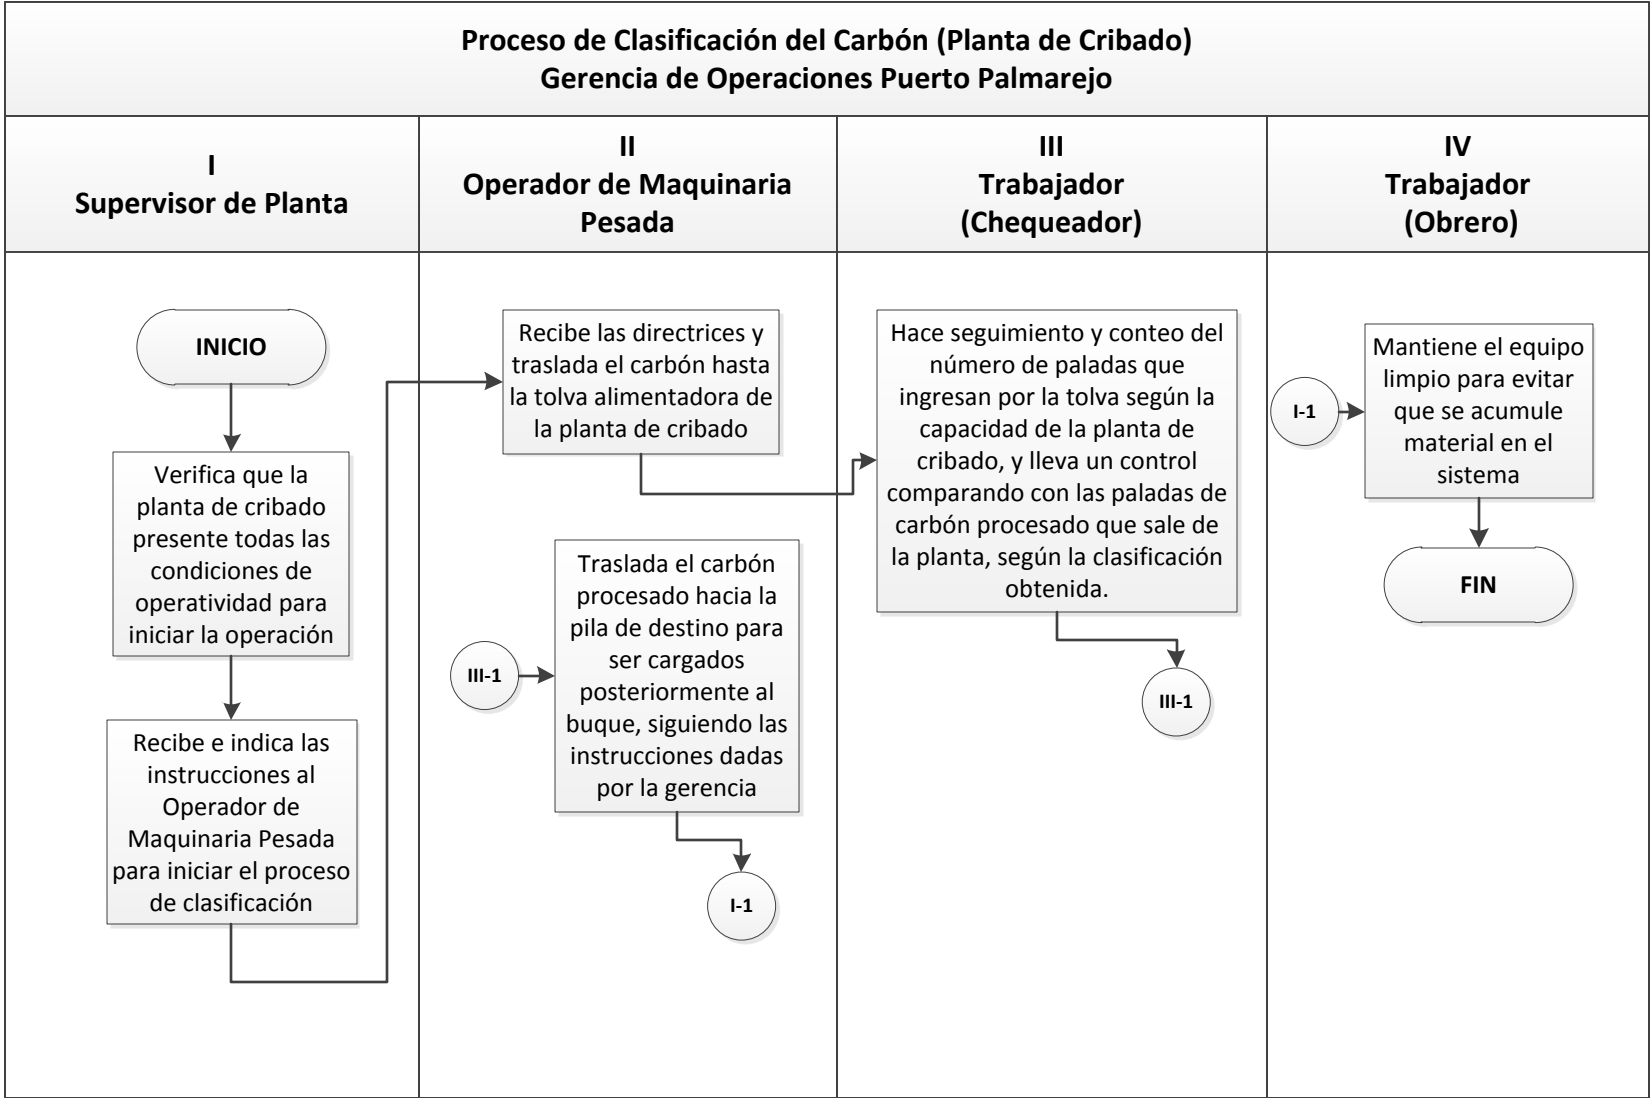 Proceso de Clasificación del Carbón (Planta de Cribado)
Gerencia de Operaciones Puerto Palmarejo
I
Supervisor de Planta
II
Operador de Maquinaria
Pesada
III
Trabajador
(Chequeador)
IV
Trabajador
(Obrero)
INICIO
Verifica que la
planta de cribado
presente todas las
condiciones de
operatividad para
iniciar la operación
Recibe e indica las
instrucciones al
Operador de
Maquinaria Pesada
para iniciar el proceso
de clasificación
Recibe las directrices y
traslada el carbón hasta
la tolva alimentadora de
la planta de cribado
III-1
Traslada el carbón
procesado hacia la
pila de destino para
ser cargados
posteriormente al
buque, siguiendo las
instrucciones dadas
por la gerencia
I-1
Hace seguimiento y conteo del
número de paladas que
ingresan por la tolva según la
capacidad de la planta de
cribado, y lleva un control
comparando con las paladas de
carbón procesado que sale de
la planta, según la clasificación
obtenida.
III-1
I-1
Mantiene el equipo
limpio para evitar
que se acumule
material en el
sistema
FIN